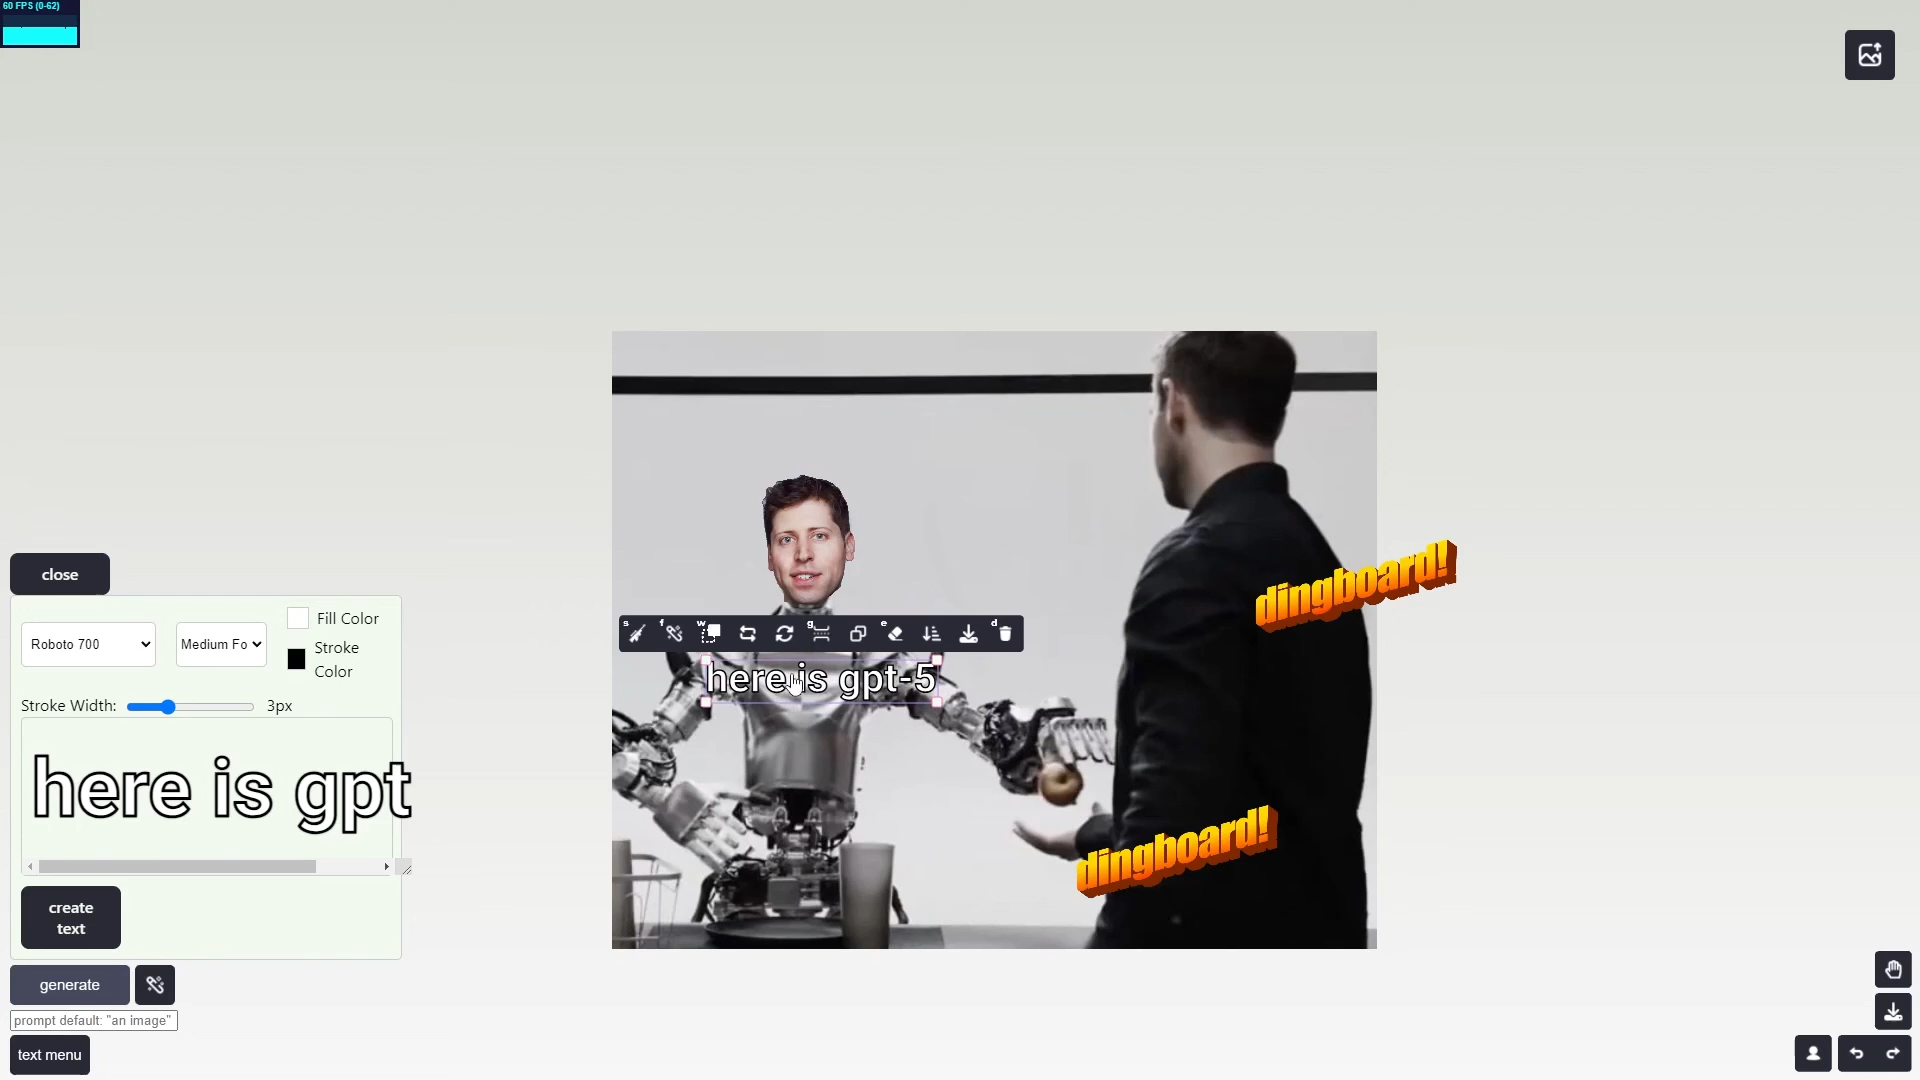 60 FPS (0-62)
s f w g e d
here is gpt-5
dingboard!
dingboard!
close
Roboto 700
Medium Fo
Fill Color
Stroke
Color
Stroke Width:
3px
here is gpt
create
text
generate
prompt default: "an image"
text menu